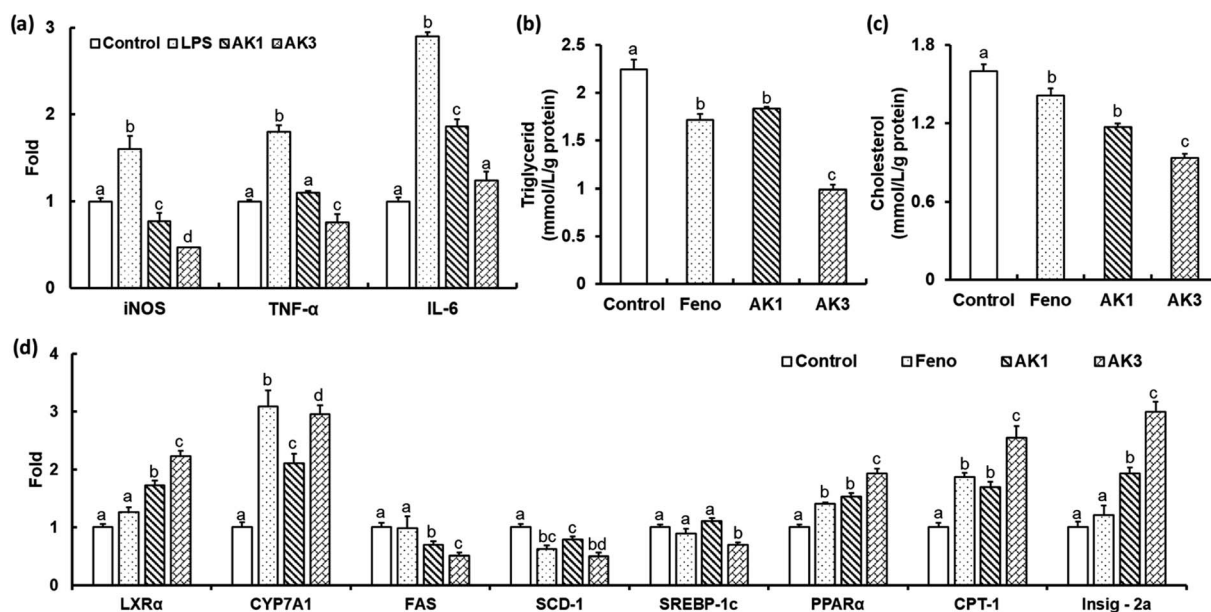 (a)
Control LPS AK1 AK3
Fold
3
2
1
0
a b c d
a b a c
a b c a
iNOS TNF-α IL-6
(b)
Triglycerid
(mmol/L/g protein)
2.5
2
1.5
1
0.5
0
a b b c
Control Feno AK1 AK3
(c)
Cholesterol
(mmol/L/g protein)
1.8
1.2
0.6
0
a b b c
Control Feno AK1 AK3
(d)
Control Feno AK1 AK3
Fold
4
3
2
1
0
a a b c
a b c d
a a b c
a bc c bd
a a a b
a b b c
a b b c
a a b c
LXRα CYP7A1 FAS SCD-1 SREBP-1c PPARα CPT-1 Insig - 2a